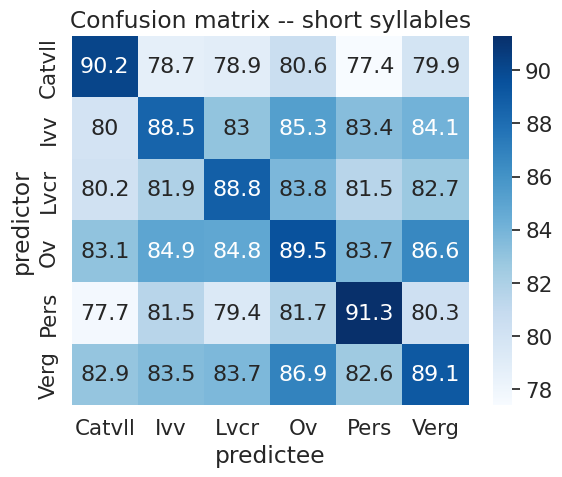 Confusion matrix -- short syllables
predictor
Catvll 90.2 78.7 78.9 80.6 77.4 79.9
Ivv 80 88.5 83 85.3 83.4 84.1
Lvcr 80.2 81.9 88.8 83.8 81.5 82.7
Ov 83.1 84.9 84.8 89.5 83.7 86.6
Pers 77.7 81.5 79.4 81.7 91.3 80.3
Verg 82.9 83.5 83.7 86.9 82.6 89.1
Catvll Ivv Lvcr Ov Pers Verg
predictee
90
88
86
84
82
80
78